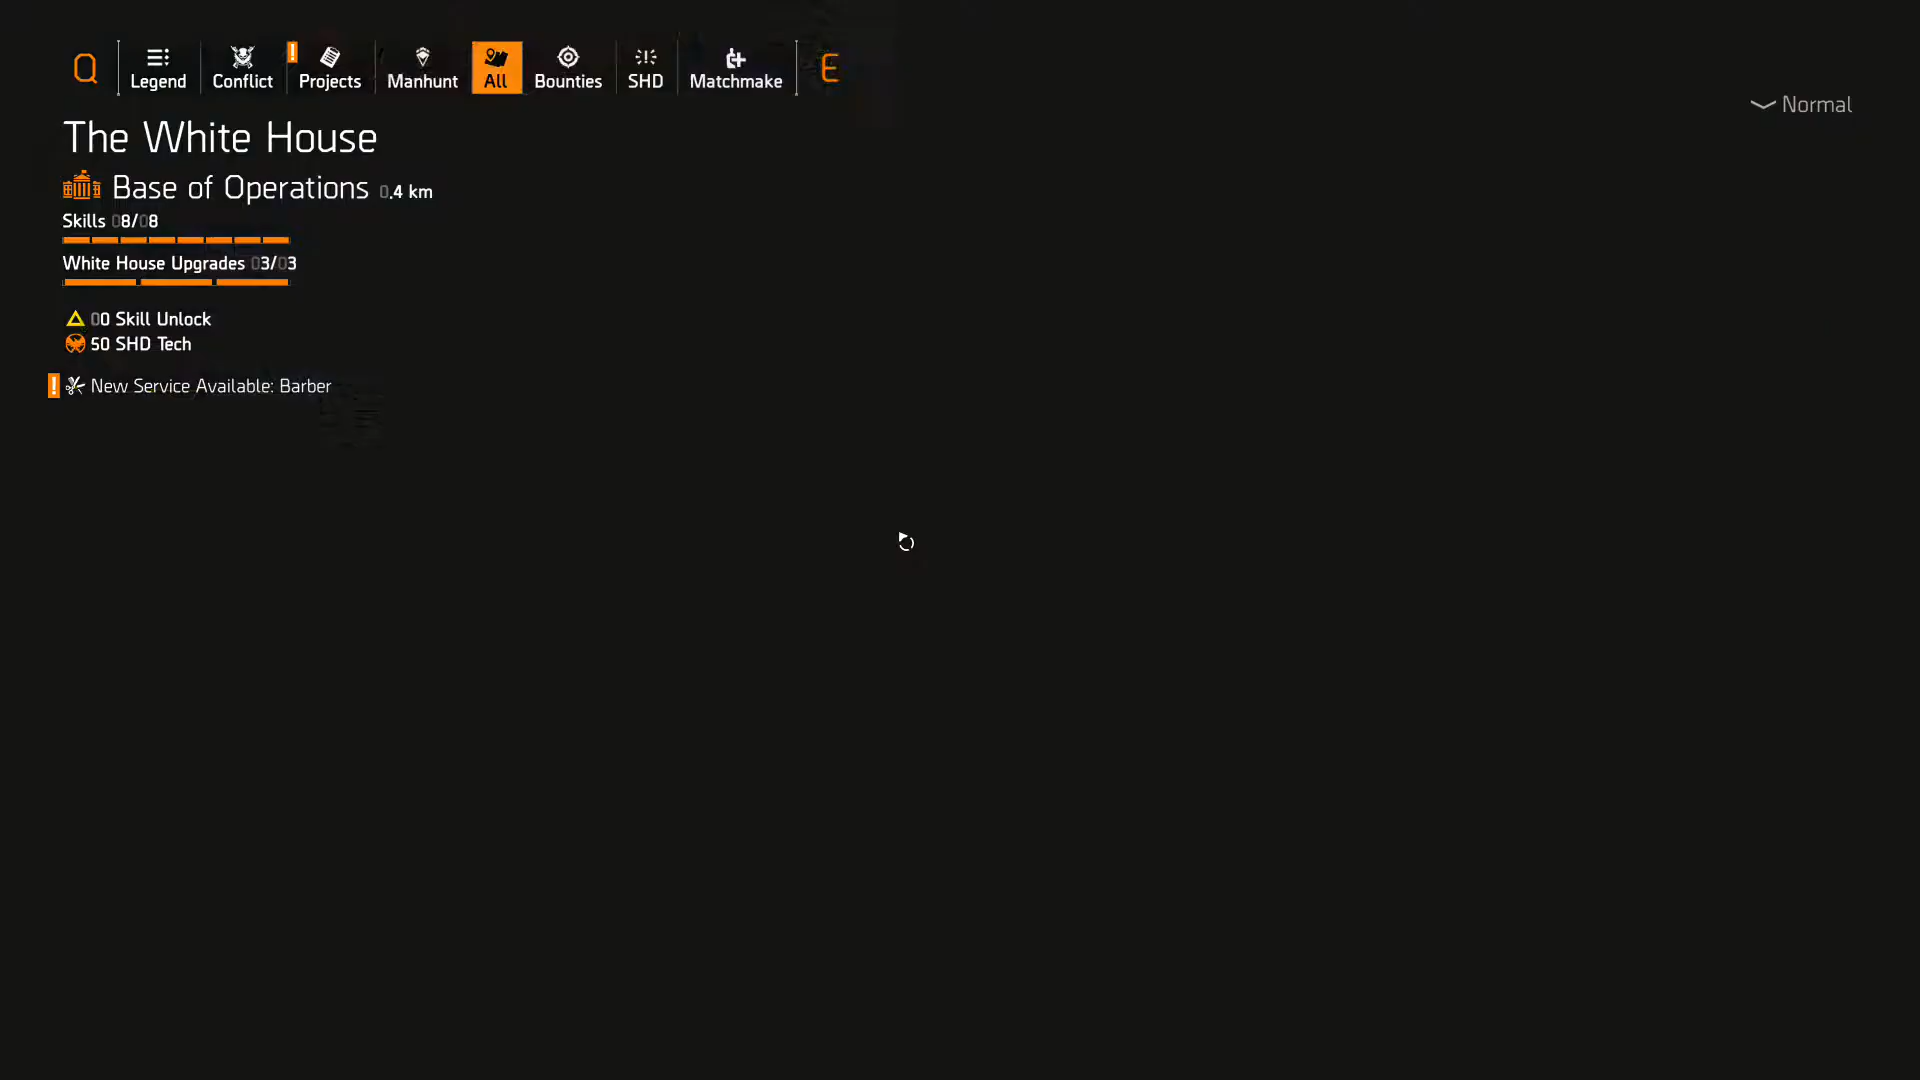 Q Legend Conflict ! Projects Manhunt All Bounties SHD Matchmake E
Normal
The White House
Base of Operations 0.4 km
Skills 08/08
White House Upgrades 03/03
00 Skill Unlock
50 SHD Tech
! New Service Available: Barber